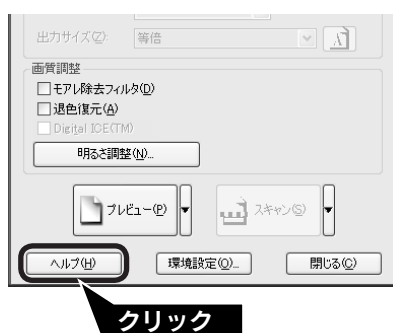 出力サイズ(Z): 等倍
画質調整
モアレ除去フィルタ(D)
退色復元(A)
Digital ICE(TM)
明るさ調整(N)...
プレビュー(P) スキャン(S)
ヘルプ(H) 環境設定(O)... 閉じる(C)
クリック